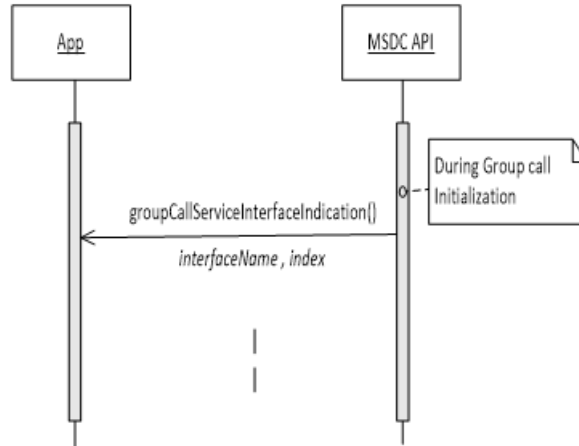 App
MSDC API
During Group call
Initialization
groupCallServiceInterfaceIndication()
interfaceName , index